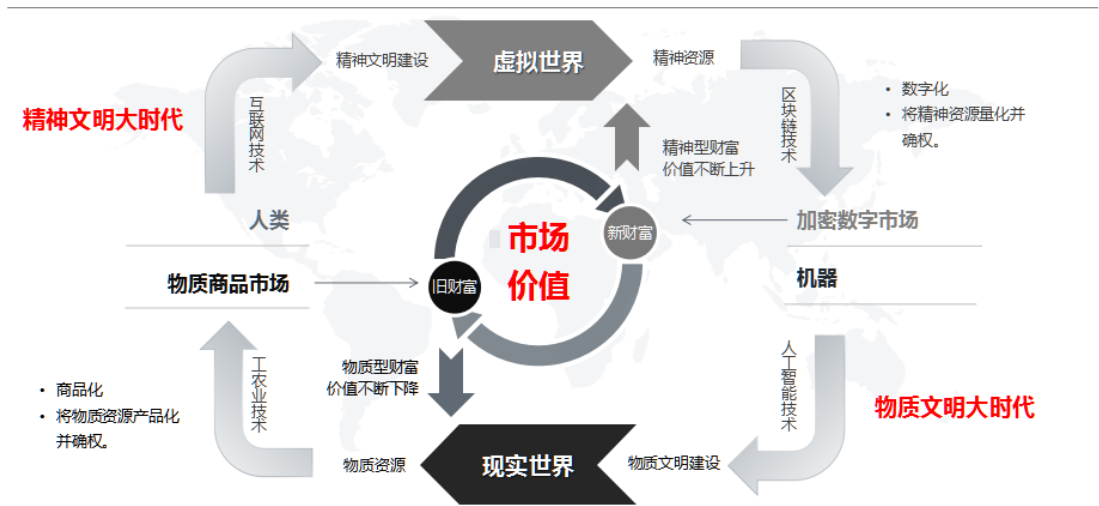 精神文明建设
虚拟世界
精神资源
精神文明大时代
互联网技术
区块链技术
• 数字化
• 将精神资源量化并
确权。
精神型财富
价值不断上升
人类
加密数字市场
新财富
市场
价值
物质商品市场
旧财富
机器
物质型财富
价值不断下降
工农业技术
人工智能技术
• 商品化
• 将物质资源产品化
并确权。
物质文明大时代
物质资源
现实世界
物质文明建设